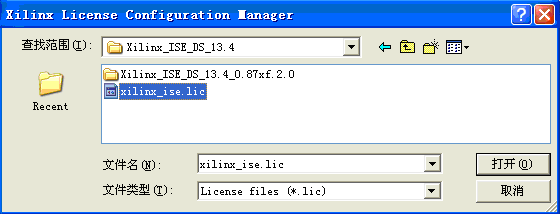 Xilinx License Configuration Manager
查找范围(I): Xilinx_ISE_DS_13.4
Xilinx_ISE_DS_13.4_0.87xf.2.0
xilinx_ise.lic
Recent
文件名(N): xilinx_ise.lic 打开(O)
文件类型(T): License files (*.lic) 取消